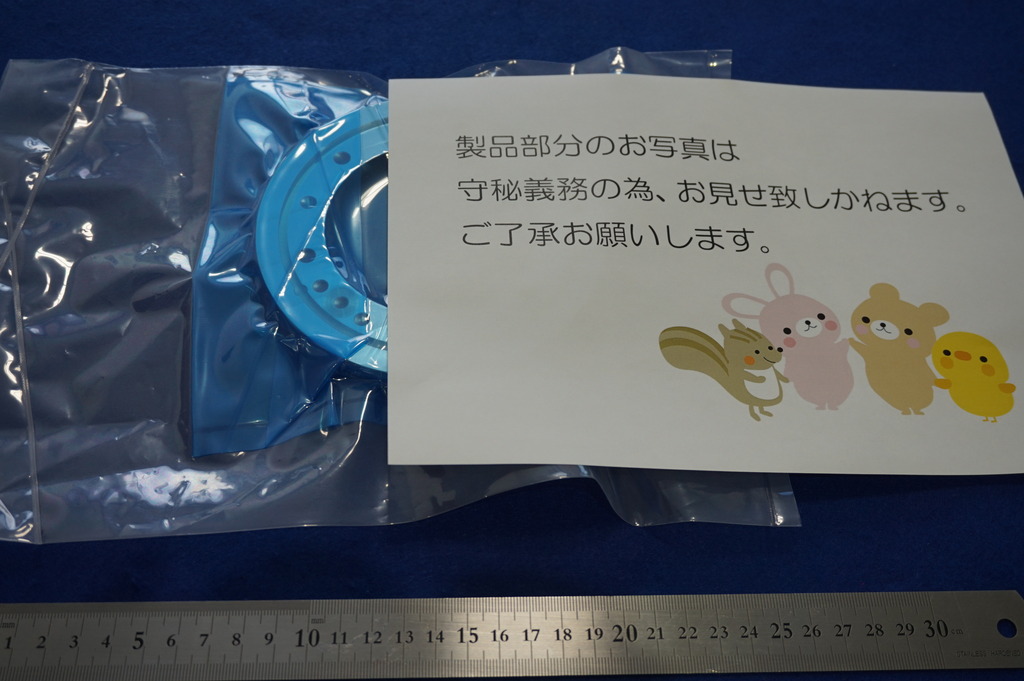 製品部分のお写真は
守秘義務の為、お見せ致しかねます。
ご了承お願いします。
1 2 3 4 5 6 7 8 9 10 11 12 13 14 15 16 17 18 19 20 21 22 23 24 25 26 27 28 29 30 cm